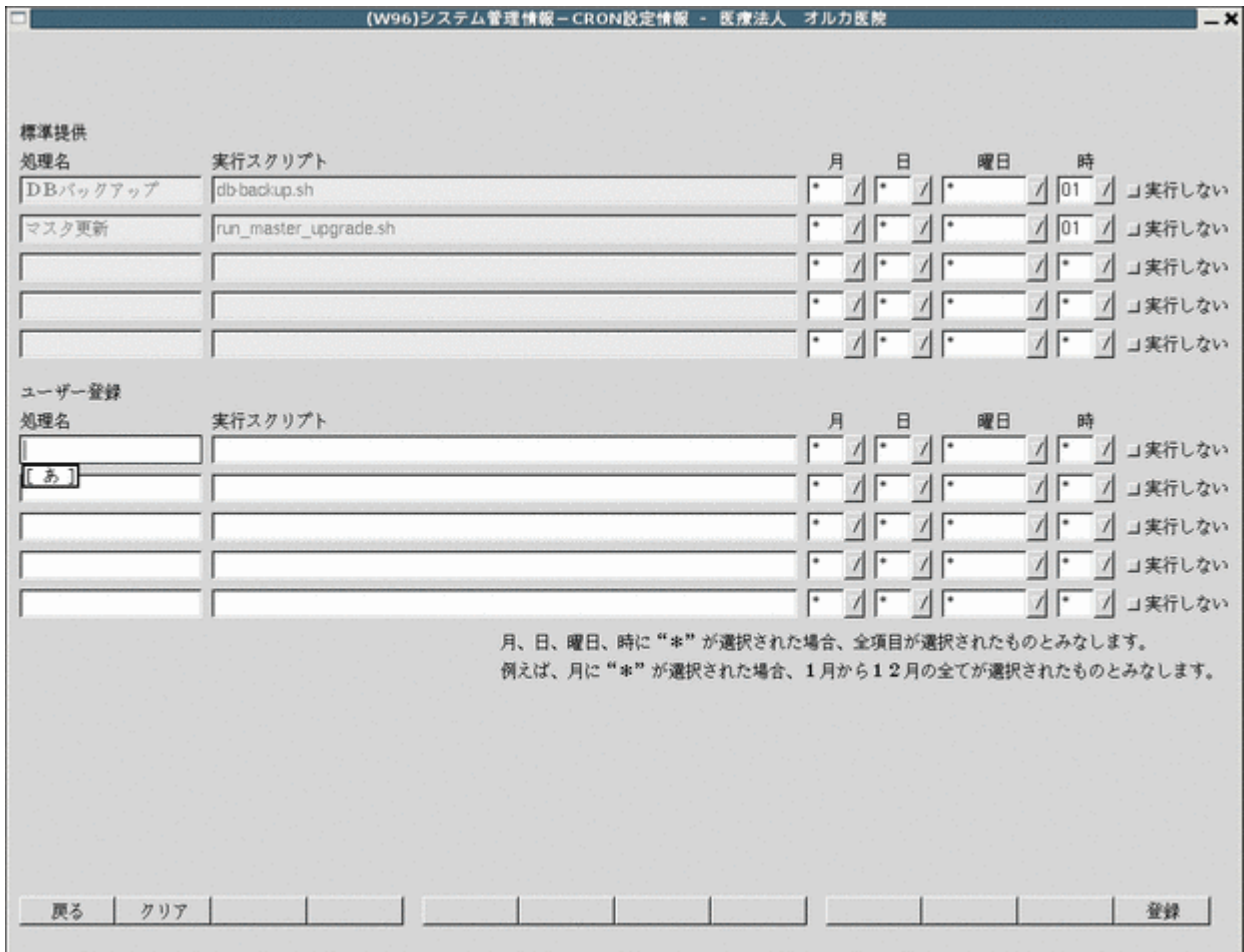 (W96)システム管理情報－CRON設定情報 - 医療法人　オルカ医院
標準提供
処理名 実行スクリプト 月 日 曜日 時
DBバックアップ db-backup.sh * * * 01 実行しない
マスタ更新 run_master_upgrade.sh * * * 01 実行しない
* * * * 実行しない
* * * * 実行しない
* * * * 実行しない
ユーザー登録
処理名 実行スクリプト 月 日 曜日 時
* * * * 実行しない
[ あ ]
* * * * 実行しない
* * * * 実行しない
* * * * 実行しない
* * * * 実行しない
月、日、曜日、時に“＊”が選択された場合、全項目が選択されたものとみなします。
例えば、月に“＊”が選択された場合、１月から１２月の全てが選択されたものとみなします。
戻る クリア 登録